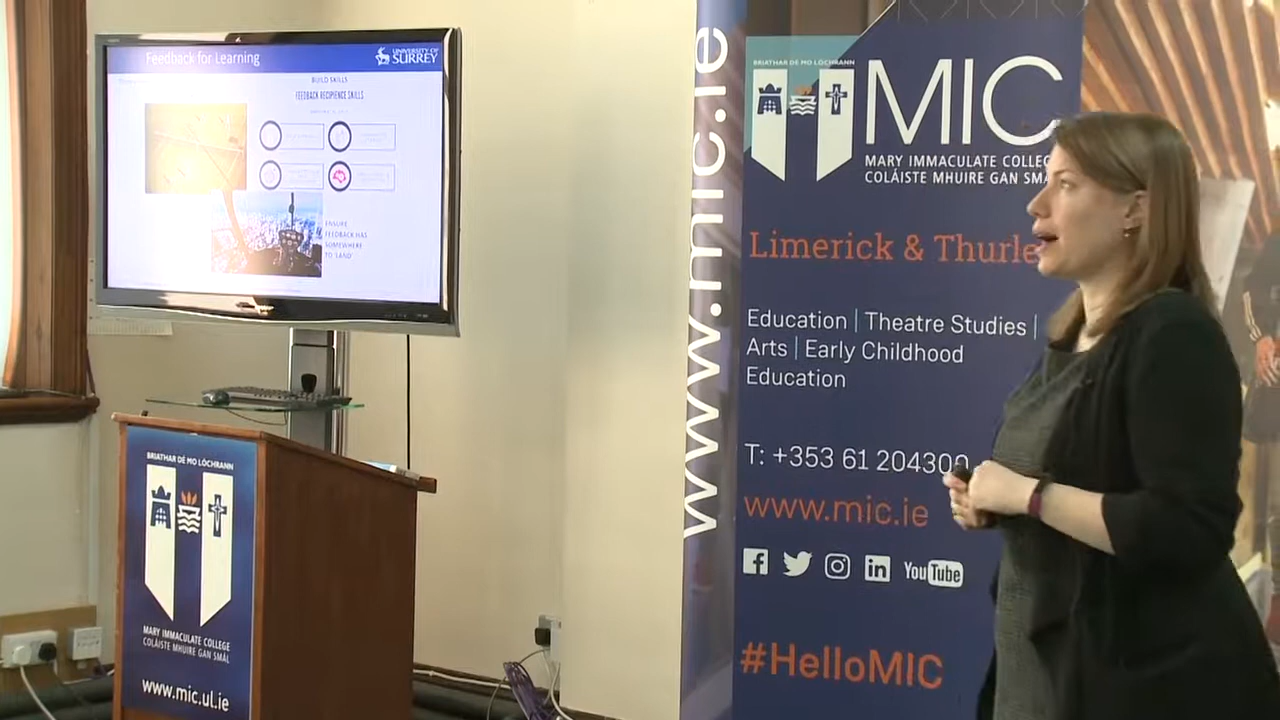 Feedback for Learning
UNIVERSITY OF
SURREY
BUILD SKILLS
FEEDBACK RECIPIENCE SKILLS
ENSURE
FEEDBACK HAS
SOMEWHERE
TO 'LAND'
BRIATHAR DÉ MO LÓCHRANN
MARY IMMACULATE COLLEGE
COLÁISTE MHUIRE GAN SMÁL
www.mic.ul.ie
www.mic.ie
BRIATHAR DÉ MO LÓCHRANN
MIC
MARY IMMACULATE COLLEG
COLÁISTE MHUIRE GAN SMÁ
Limerick & Thurle
Education | Theatre Studies |
Arts | Early Childhood
Education
T: +353 61 204300
www.mic.ie
YouTube
#HelloMIC